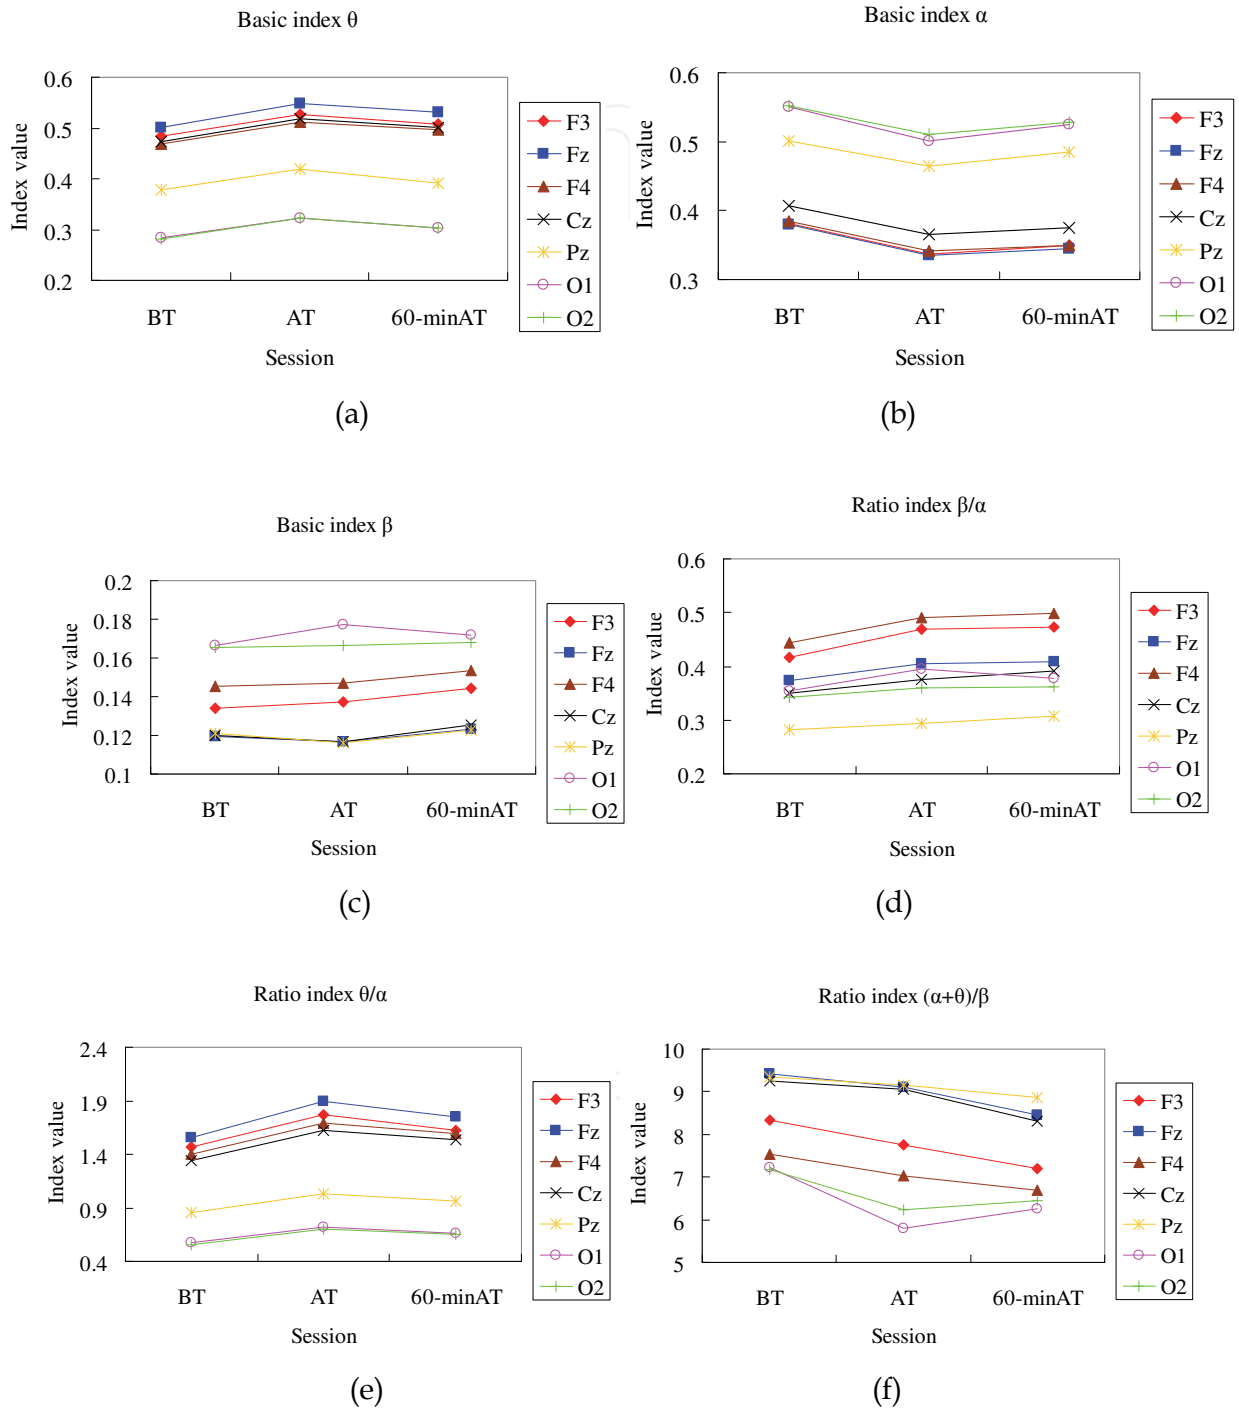 Basic index θ
0.6
0.5
0.4
0.3
0.2
Index value
BT AT 60-minAT
Session
F3
Fz
F4
Cz
Pz
O1
O2
(a)
Basic index α
0.6
0.5
0.4
0.3
Index value
BT AT 60-minAT
Session
F3
Fz
F4
Cz
Pz
O1
O2
(b)
Basic index β
0.2
0.18
0.16
0.14
0.12
0.1
Index value
BT AT 60-minAT
Session
F3
Fz
F4
Cz
Pz
O1
O2
(c)
Ratio index β/α
0.6
0.5
0.4
0.3
0.2
Index value
BT AT 60-minAT
Session
F3
Fz
F4
Cz
Pz
O1
O2
(d)
Ratio index θ/α
2.4
1.9
1.4
0.9
0.4
Index value
BT AT 60-minAT
Session
F3
Fz
F4
Cz
Pz
O1
O2
(e)
Ratio index (α+θ)/β
10
9
8
7
6
5
Index value
BT AT 60-minAT
Session
F3
Fz
F4
Cz
Pz
O1
O2
(f)